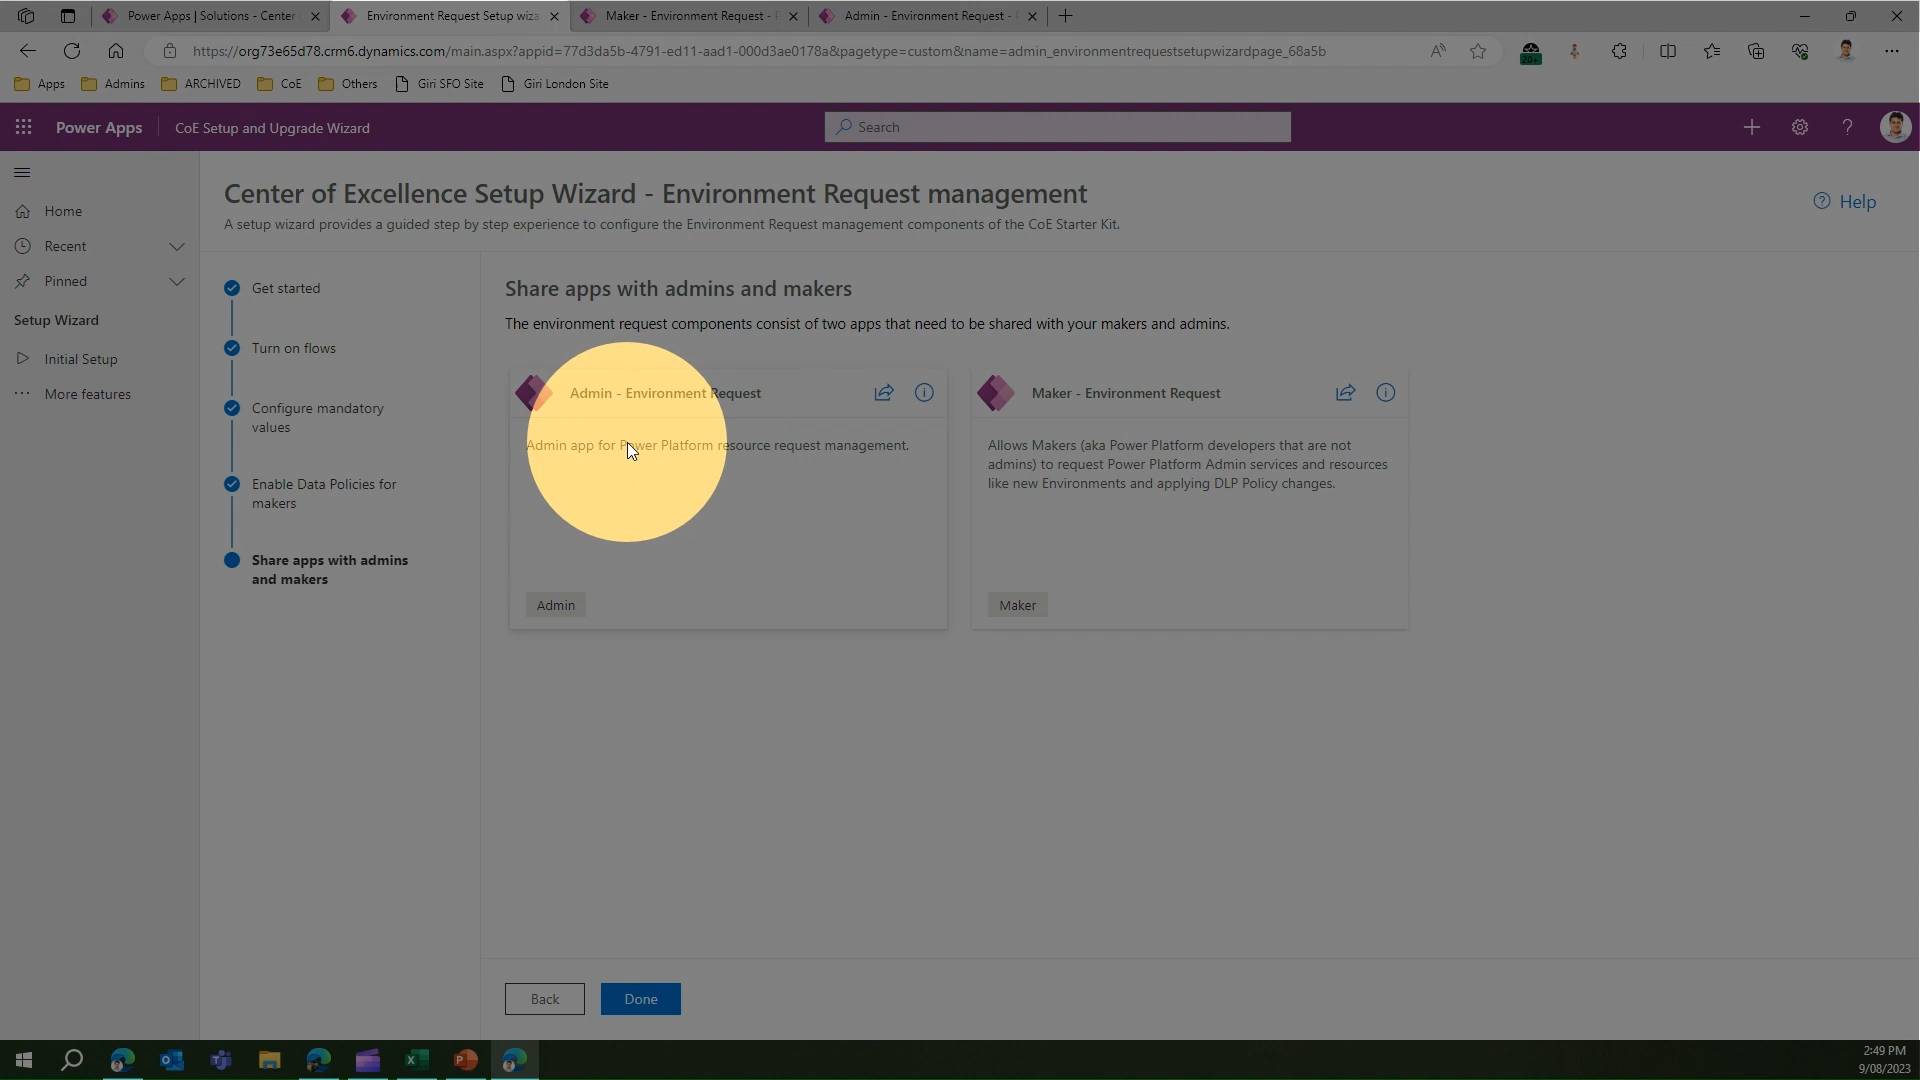 Power Apps | Solutions - Center
Environment Request Setup wiza
Maker - Environment Request -
Admin - Environment Request -
https://org73e65d78.crm6.dynamics.com/main.aspx?appid=77d3da5b-4791-ed11-aad1-000d3ae0178a&pagetype=custom&name=admin_environmentrequestsetupwizardpage_68a5b
20+
Apps
Admins
ARCHIVED
CoE
Others
Giri SFO Site
Giri London Site
Power Apps
CoE Setup and Upgrade Wizard
Search
Center of Excellence Setup Wizard - Environment Request management
A setup wizard provides a guided step by step experience to configure the Environment Request management components of the CoE Starter Kit.
Help
Home
Recent
Pinned
Setup Wizard
Initial Setup
More features
Get started
Turn on flows
Configure mandatory
values
Enable Data Policies for
makers
Share apps with admins
and makers
Share apps with admins and makers
The environment request components consist of two apps that need to be shared with your makers and admins.
Admin - Environment Request
Admin app for Power Platform resource request management.
Admin
Maker - Environment Request
Allows Makers (aka Power Platform developers that are not
admins) to request Power Platform Admin services and resources
like new Environments and applying DLP Policy changes.
Maker
Back
Done
2:49 PM
9/08/2023